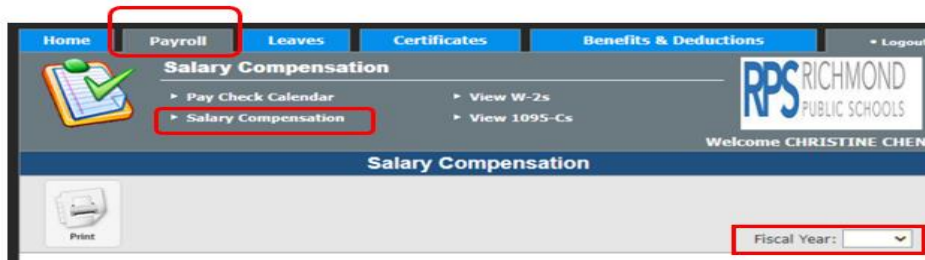 Home Payroll Leaves Certificates Benefits & Deductions • Logout
Salary Compensation
▸ Pay Check Calendar ▸ View W-2s
▸ Salary Compensation ▸ View 1095-Cs
RPS RICHMOND
PUBLIC SCHOOLS
Welcome CHRISTINE CHEN
Salary Compensation
Print
Fiscal Year: